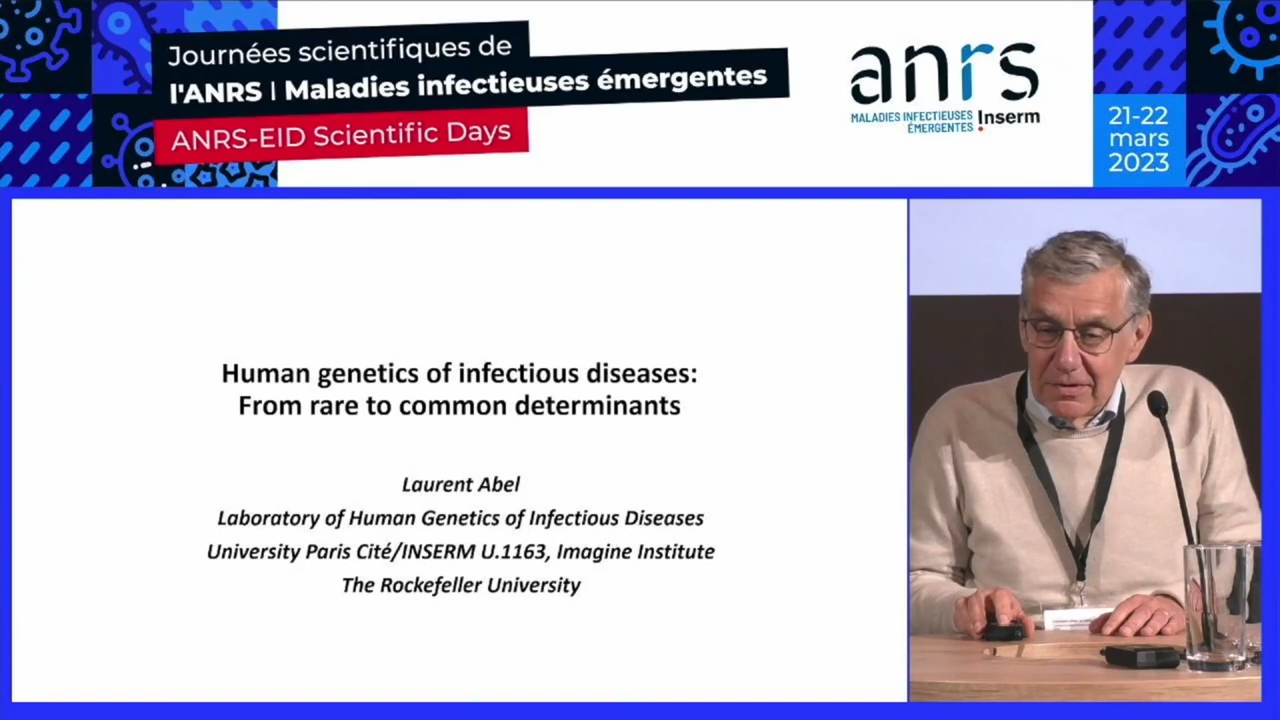 Journées scientifiques de
l'ANRS | Maladies infectieuses émergentes
ANRS-EID Scientific Days
anrs
MALADIES INFECTIEUSES
ÉMERGENTES
Inserm
21-22
mars
2023
Human genetics of infectious diseases:
From rare to common determinants
Laurent Abel
Laboratory of Human Genetics of Infectious Diseases
University Paris Cité/INSERM U.1163, Imagine Institute
The Rockefeller University